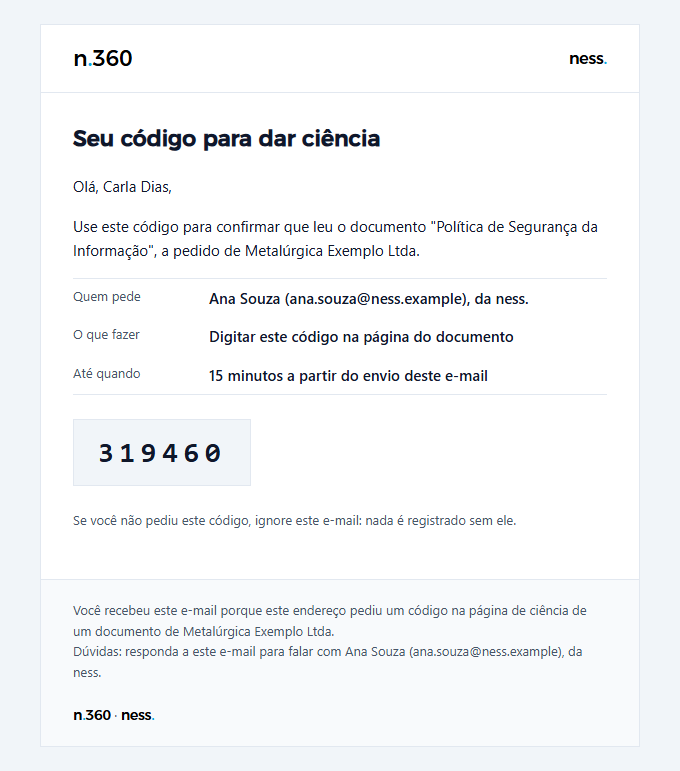 n.360
ness.
Seu código para dar ciência
Olá, Carla Dias,
Use este código para confirmar que leu o documento "Política de Segurança da
Informação", a pedido de Metalúrgica Exemplo Ltda.
Quem pede
Ana Souza (ana.souza@ness.example), da ness.
O que fazer
Digitar este código na página do documento
Até quando
15 minutos a partir do envio deste e-mail
319460
Se você não pediu este código, ignore este e-mail: nada é registrado sem ele.
Você recebeu este e-mail porque este endereço pediu um código na página de ciência de
um documento de Metalúrgica Exemplo Ltda.
Dúvidas: responda a este e-mail para falar com Ana Souza (ana.souza@ness.example), da
ness.
n.360 · ness.